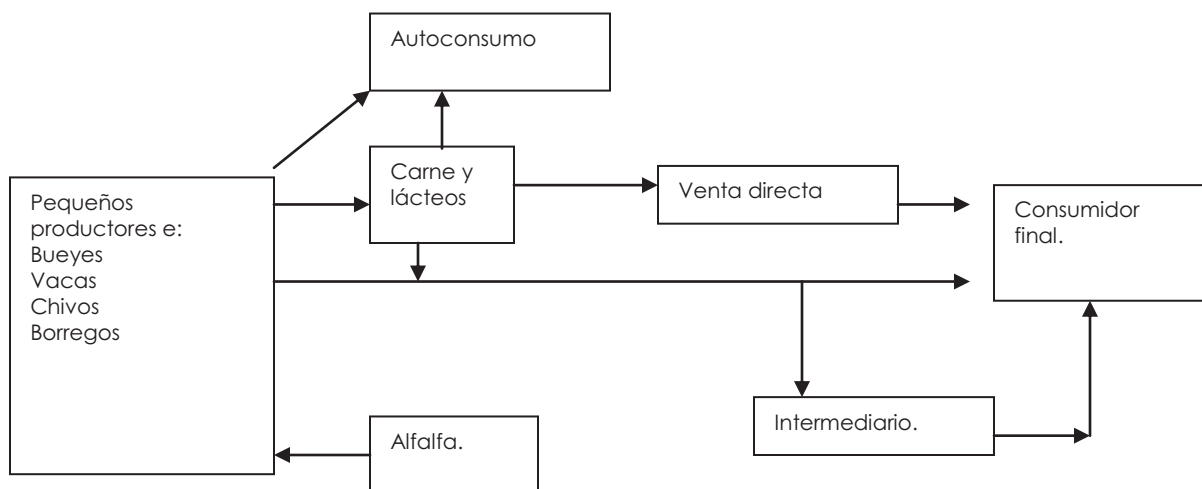 Autoconsumo
Carne y
lácteos
Venta directa
Pequeños
productores e:
Bueyes
Vacas
Chivos
Borregos
Consumidor
final.
Intermediario.
Alfalfa.